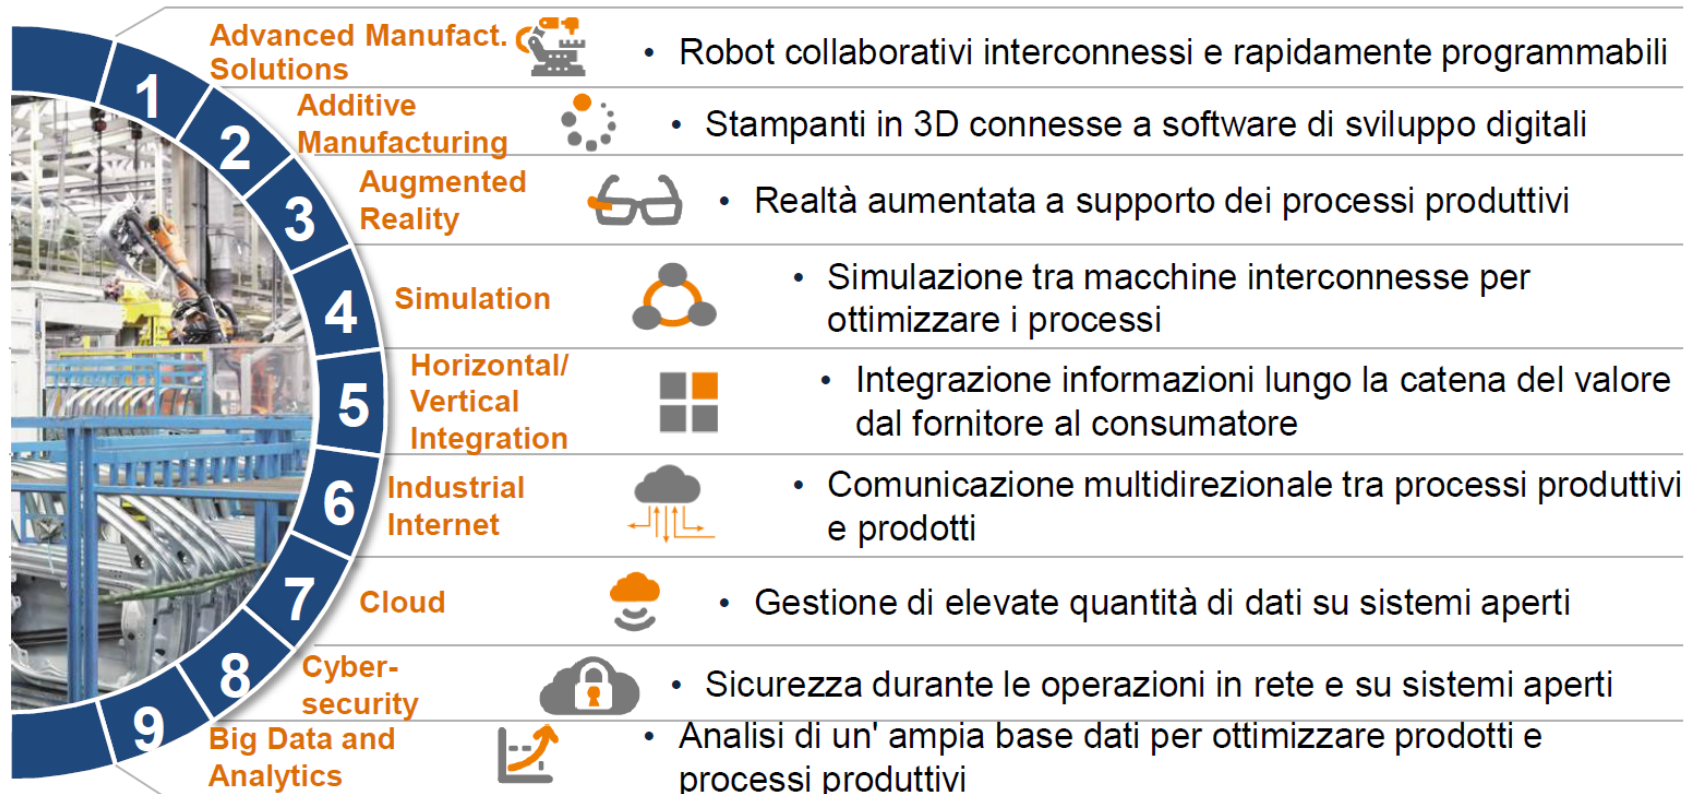 1
Advanced Manufact.
Solutions
• Robot collaborativi interconnessi e rapidamente programmabili
2
Additive
Manufacturing
• Stampanti in 3D connesse a software di sviluppo digitali
3
Augmented
Reality
• Realtà aumentata a supporto dei processi produttivi
4
Simulation
• Simulazione tra macchine interconnesse per
ottimizzare i processi
5
Horizontal/
Vertical
Integration
• Integrazione informazioni lungo la catena del valore
dal fornitore al consumatore
6
Industrial
Internet
• Comunicazione multidirezionale tra processi produttivi
e prodotti
7
Cloud
• Gestione di elevate quantità di dati su sistemi aperti
8
Cyber-
security
• Sicurezza durante le operazioni in rete e su sistemi aperti
9
Big Data and
Analytics
• Analisi di un' ampia base dati per ottimizzare prodotti e
processi produttivi